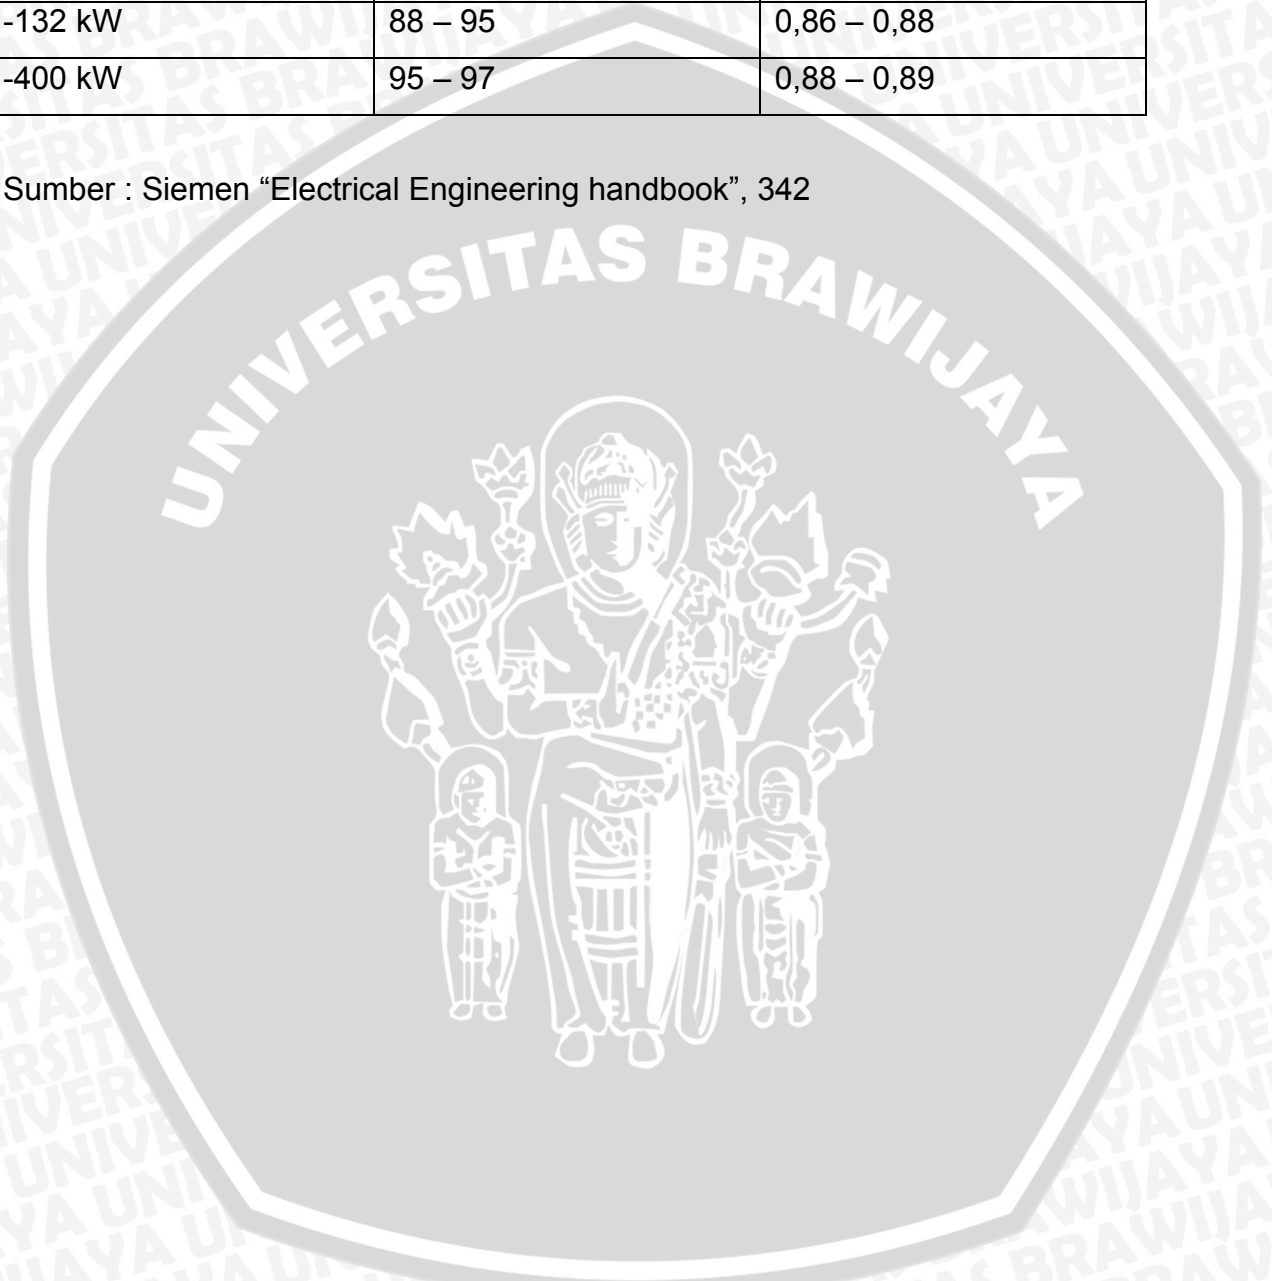 -132 kW 88 – 95 0,86 – 0,88
-400 kW 95 – 97 0,88 – 0,89
Sumber : Siemen “Electrical Engineering handbook”, 342
UNIVERSITAS BRAWIJAYA